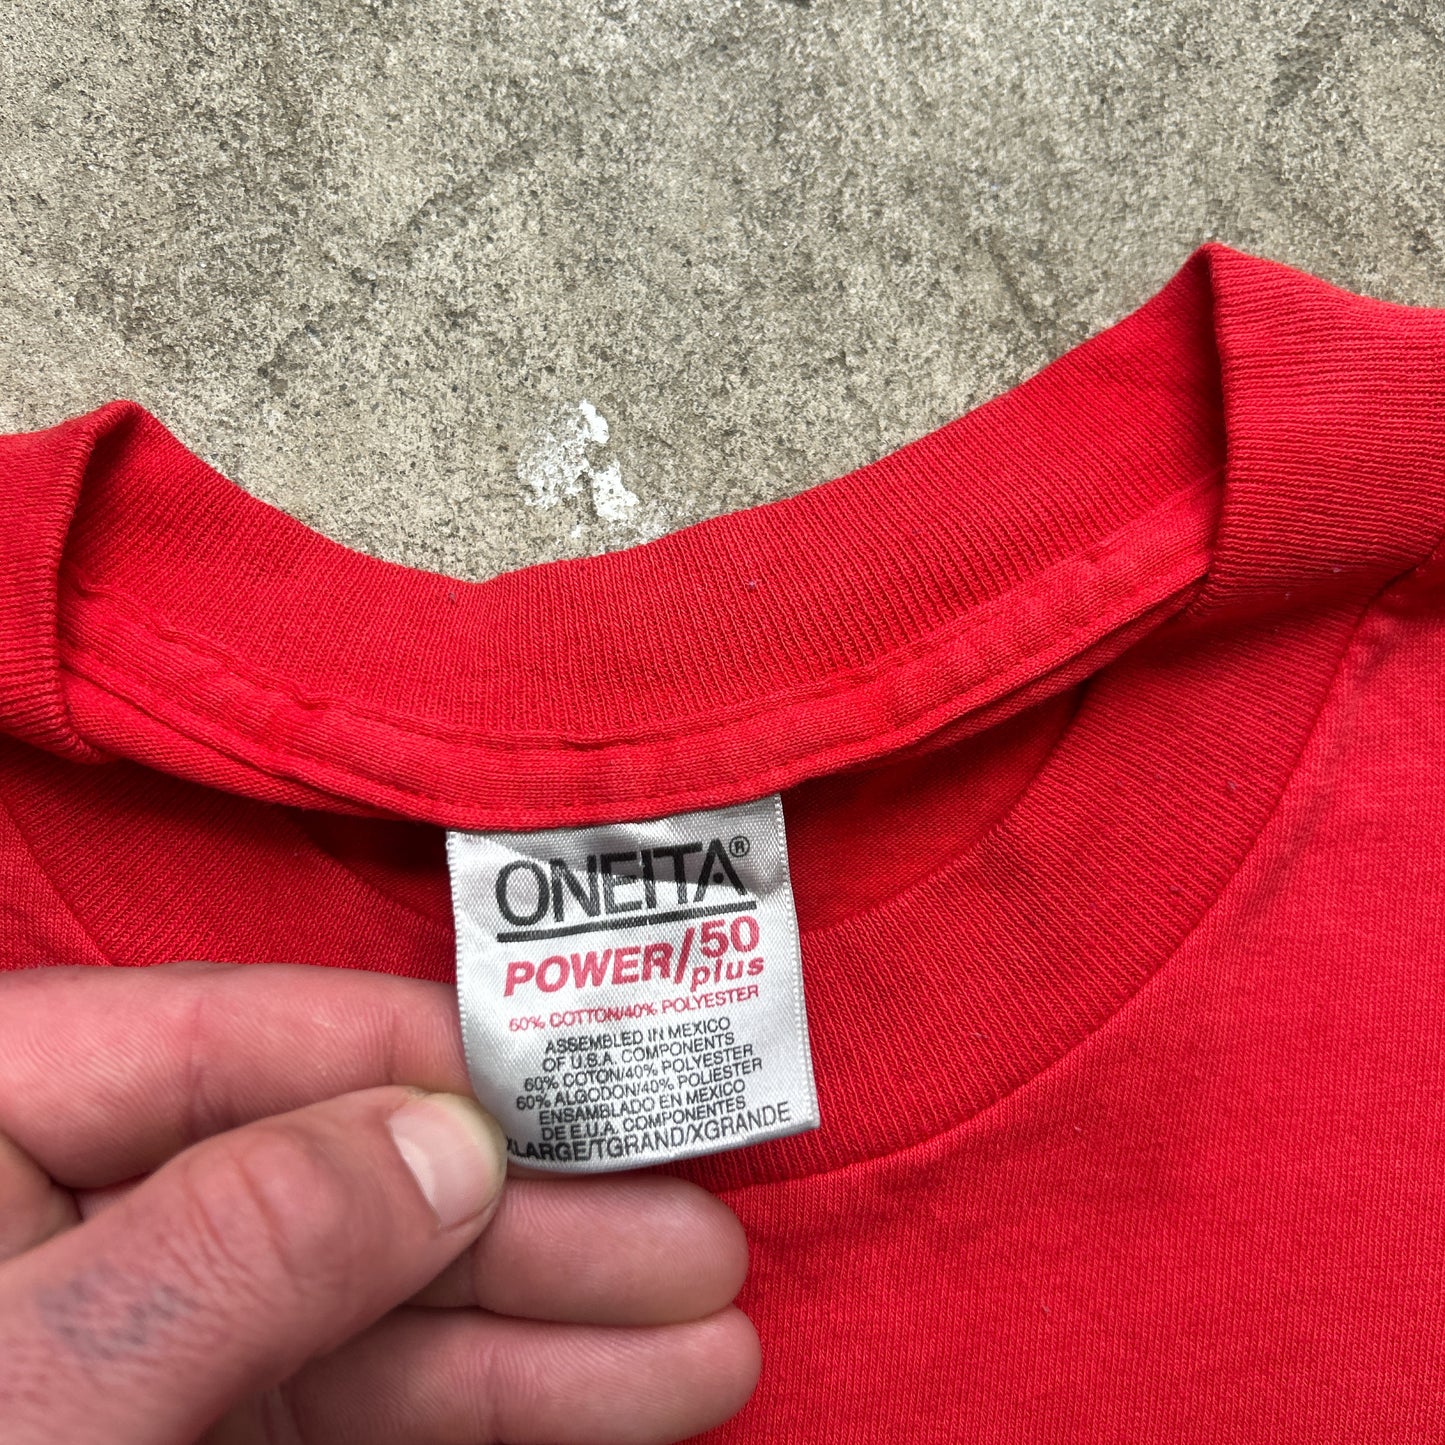 ONEITA®
POWER/50
plus
60% COTTON/40% POLYESTER
ASSEMBLED IN MEXICO
OF U.S.A. COMPONENTS
60% COTON/40% POLYESTER
60% ALGODON/40% POLIESTER
ENSAMBLADO EN MEXICO
DE E.U.A. COMPONENTES
XLARGE/TGRAND/XGRANDE